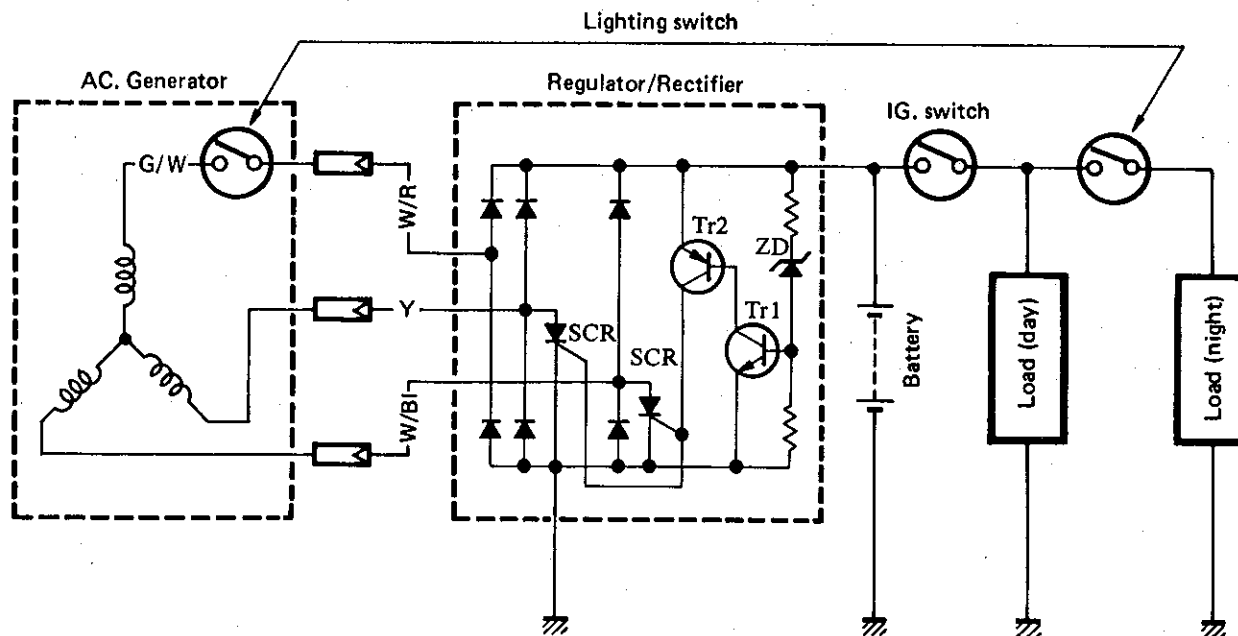 Lighting switch
AC. Generator
Regulator/Rectifier
IG. switch
G/W
W/R
Tr2
ZD
Y
SCR
Tr1
SCR
W/Bl
Battery
Load (day)
Load (night)